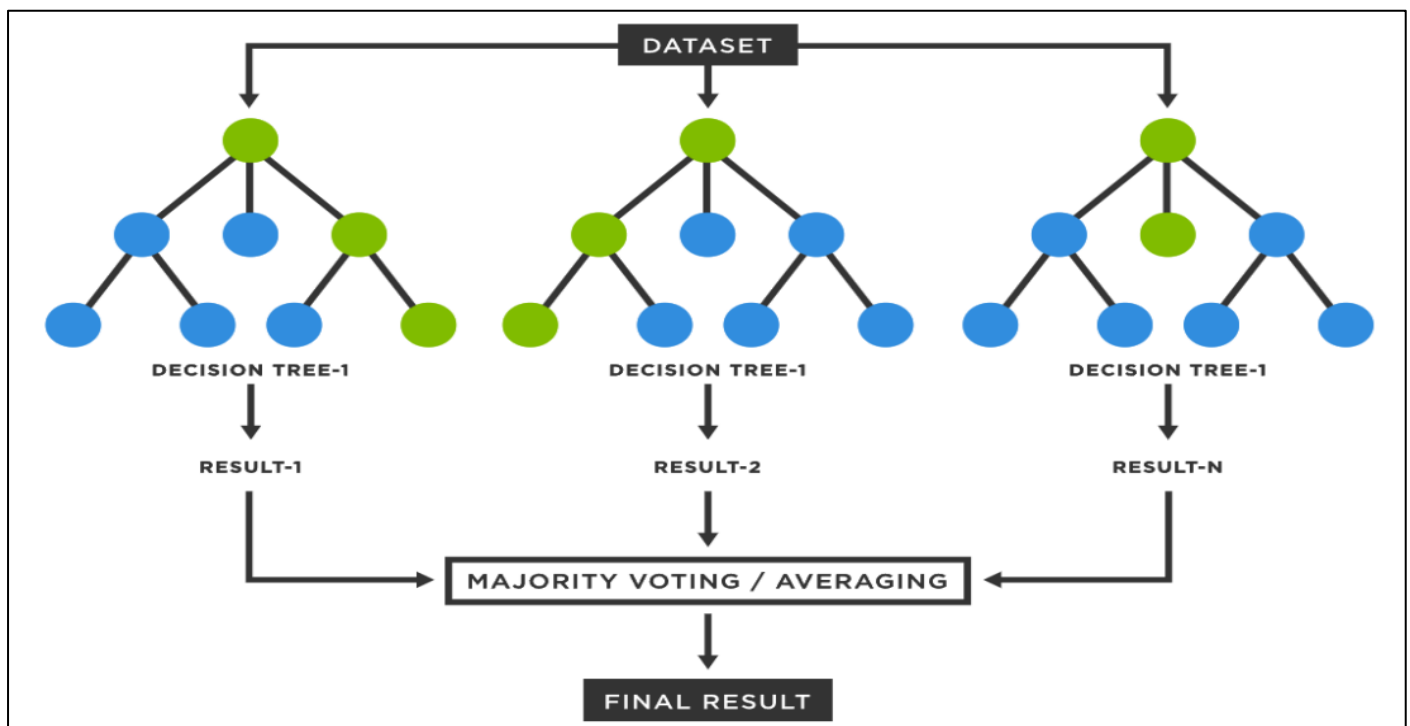 DATASET
DECISION TREE-1
DECISION TREE-1
DECISION TREE-1
RESULT-1
RESULT-2
RESULT-N
MAJORITY VOTING / AVERAGING
FINAL RESULT